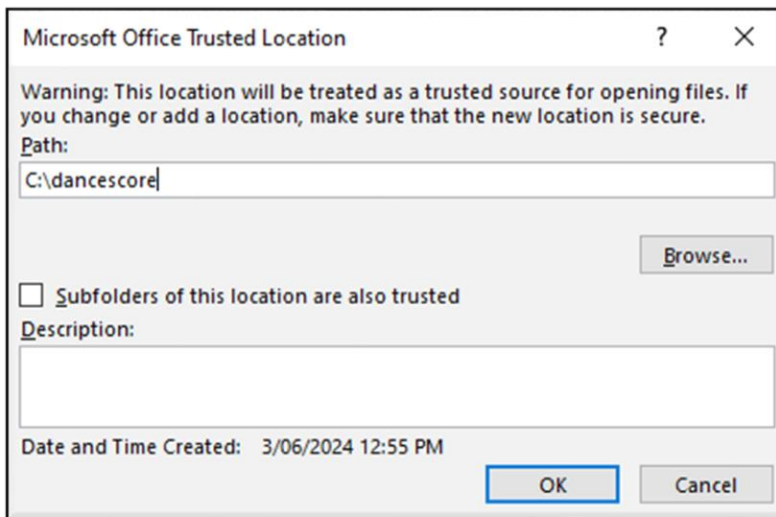 Microsoft Office Trusted Location ? ✕
Warning: This location will be treated as a trusted source for opening files. If
you change or add a location, make sure that the new location is secure.
Path:
C:\dancescore
Browse...
Subfolders of this location are also trusted
Description:
Date and Time Created: 3/06/2024 12:55 PM
OK Cancel